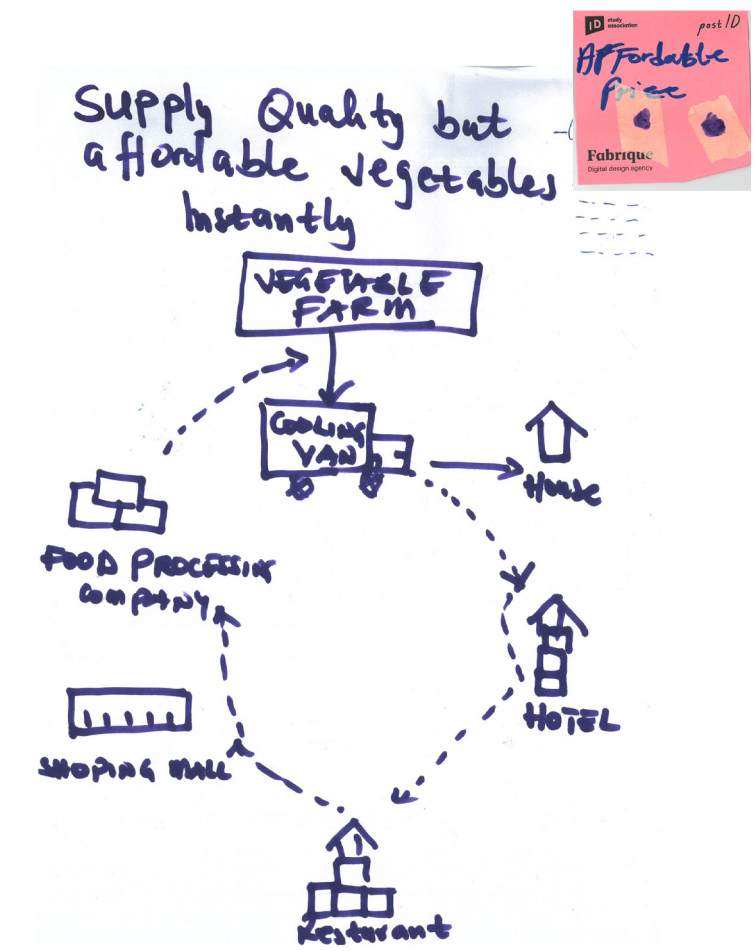 ID study association
post ID
Affordable
price
Fabrique
Digital design agency
Supply Quality but
affordable vegetables
Instantly
VEGETABLE
FARM
COOLING
VAN
House
FOOD PROCESSING
company
HOTEL
SHOPING MALL
Resturant